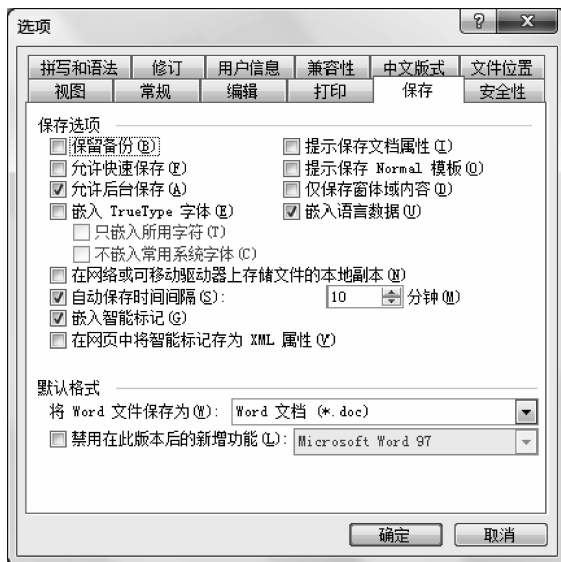 选项
拼写和语法 修订 用户信息 兼容性 中文版式 文件位置
视图 常规 编辑 打印 保存 安全性
保存选项
保留备份(B) 提示保存文档属性(I)
允许快速保存(F) 提示保存 Normal 模板(O)
允许后台保存(A) 仅保存窗体域内容(D)
嵌入 TrueType 字体(E) 嵌入语言数据(U)
只嵌入所用字符(T)
不嵌入常用系统字体(C)
在网络或可移动驱动器上存储文件的本地副本(N)
自动保存时间间隔(S): 10 分钟(M)
嵌入智能标记(G)
在网页中将智能标记存为 XML 属性(V)
默认格式
将 Word 文件保存为(W): Word 文档 (*.doc)
禁用在此版本后的新增功能(L): Microsoft Word 97
确定 取消